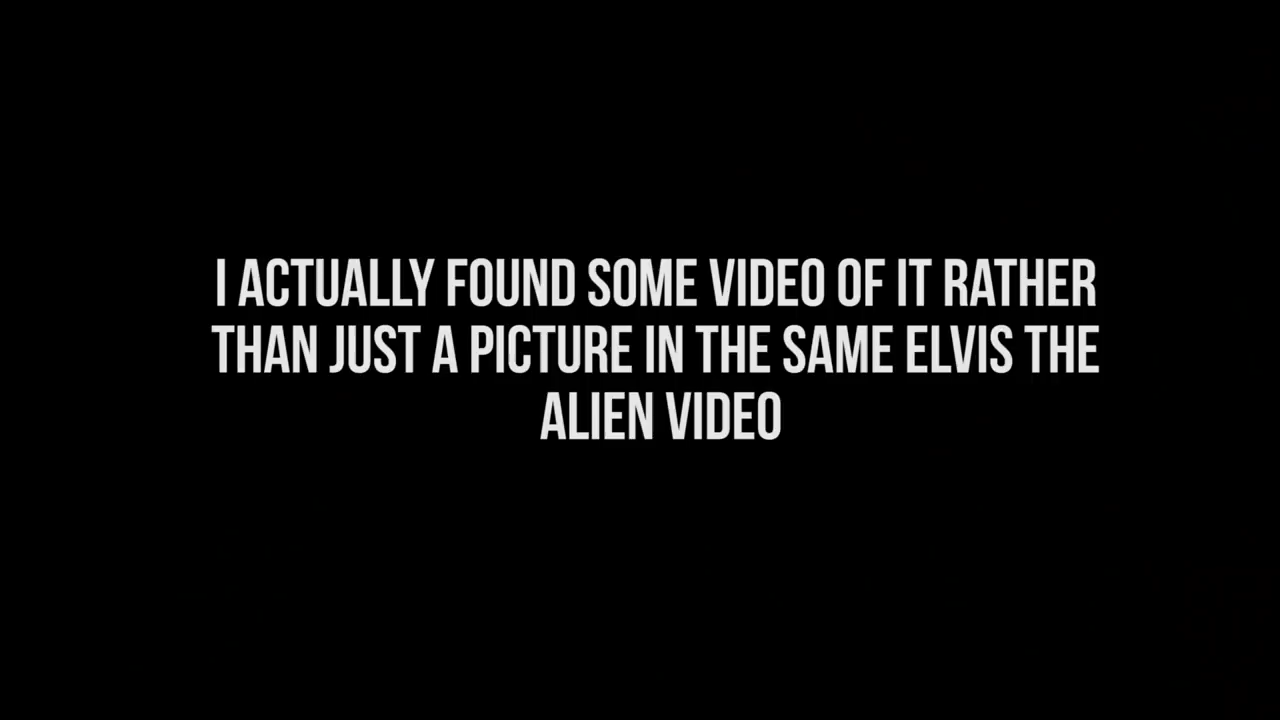 I ACTUALLY FOUND SOME VIDEO OF IT RATHER
THAN JUST A PICTURE IN THE SAME ELVIS THE
ALIEN VIDEO